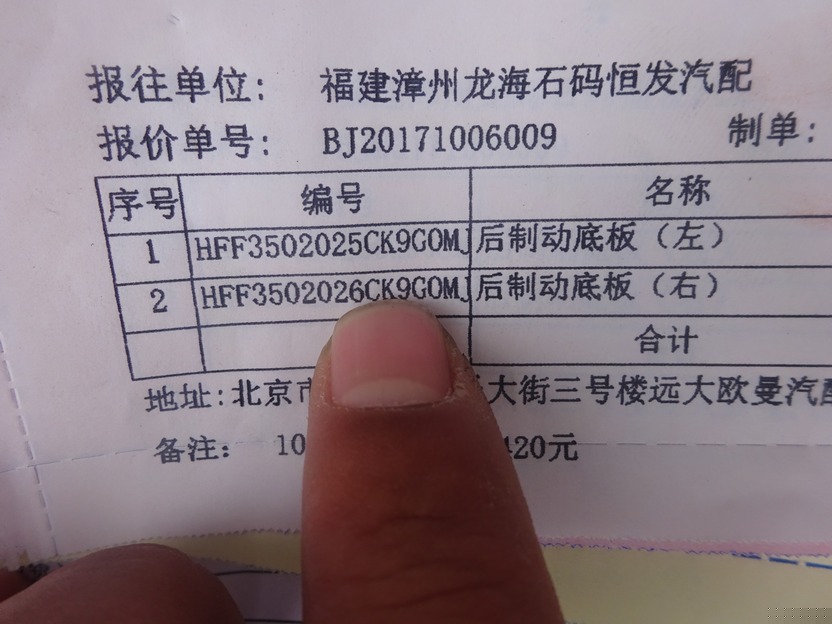 报往单位: 福建漳州龙海石码恒发汽配
报价单号: BJ20171006009 制单:
序号 编号 名称
1 HFF3502025CK9GOMJ 后制动底板（左）
2 HFF3502026CK9GOMJ 后制动底板（右）
合计
地址:北京市 大街三号楼远大欧曼汽配
备注: 10 420元